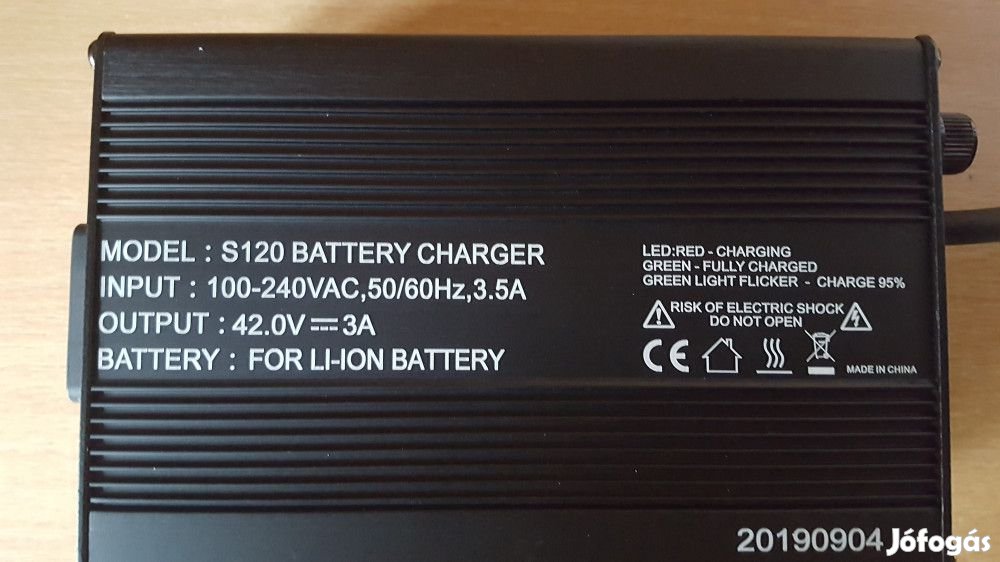 MODEL : S120 BATTERY CHARGER
INPUT : 100-240VAC,50/60Hz,3.5A
OUTPUT : 42.0V⎓3A
BATTERY : FOR LI-ION BATTERY
LED:RED - CHARGING
GREEN - FULLY CHARGED
GREEN LIGHT FLICKER - CHARGE 95%
RISK OF ELECTRIC SHOCK
DO NOT OPEN
CE
MADE IN CHINA
20190904
Jófogás